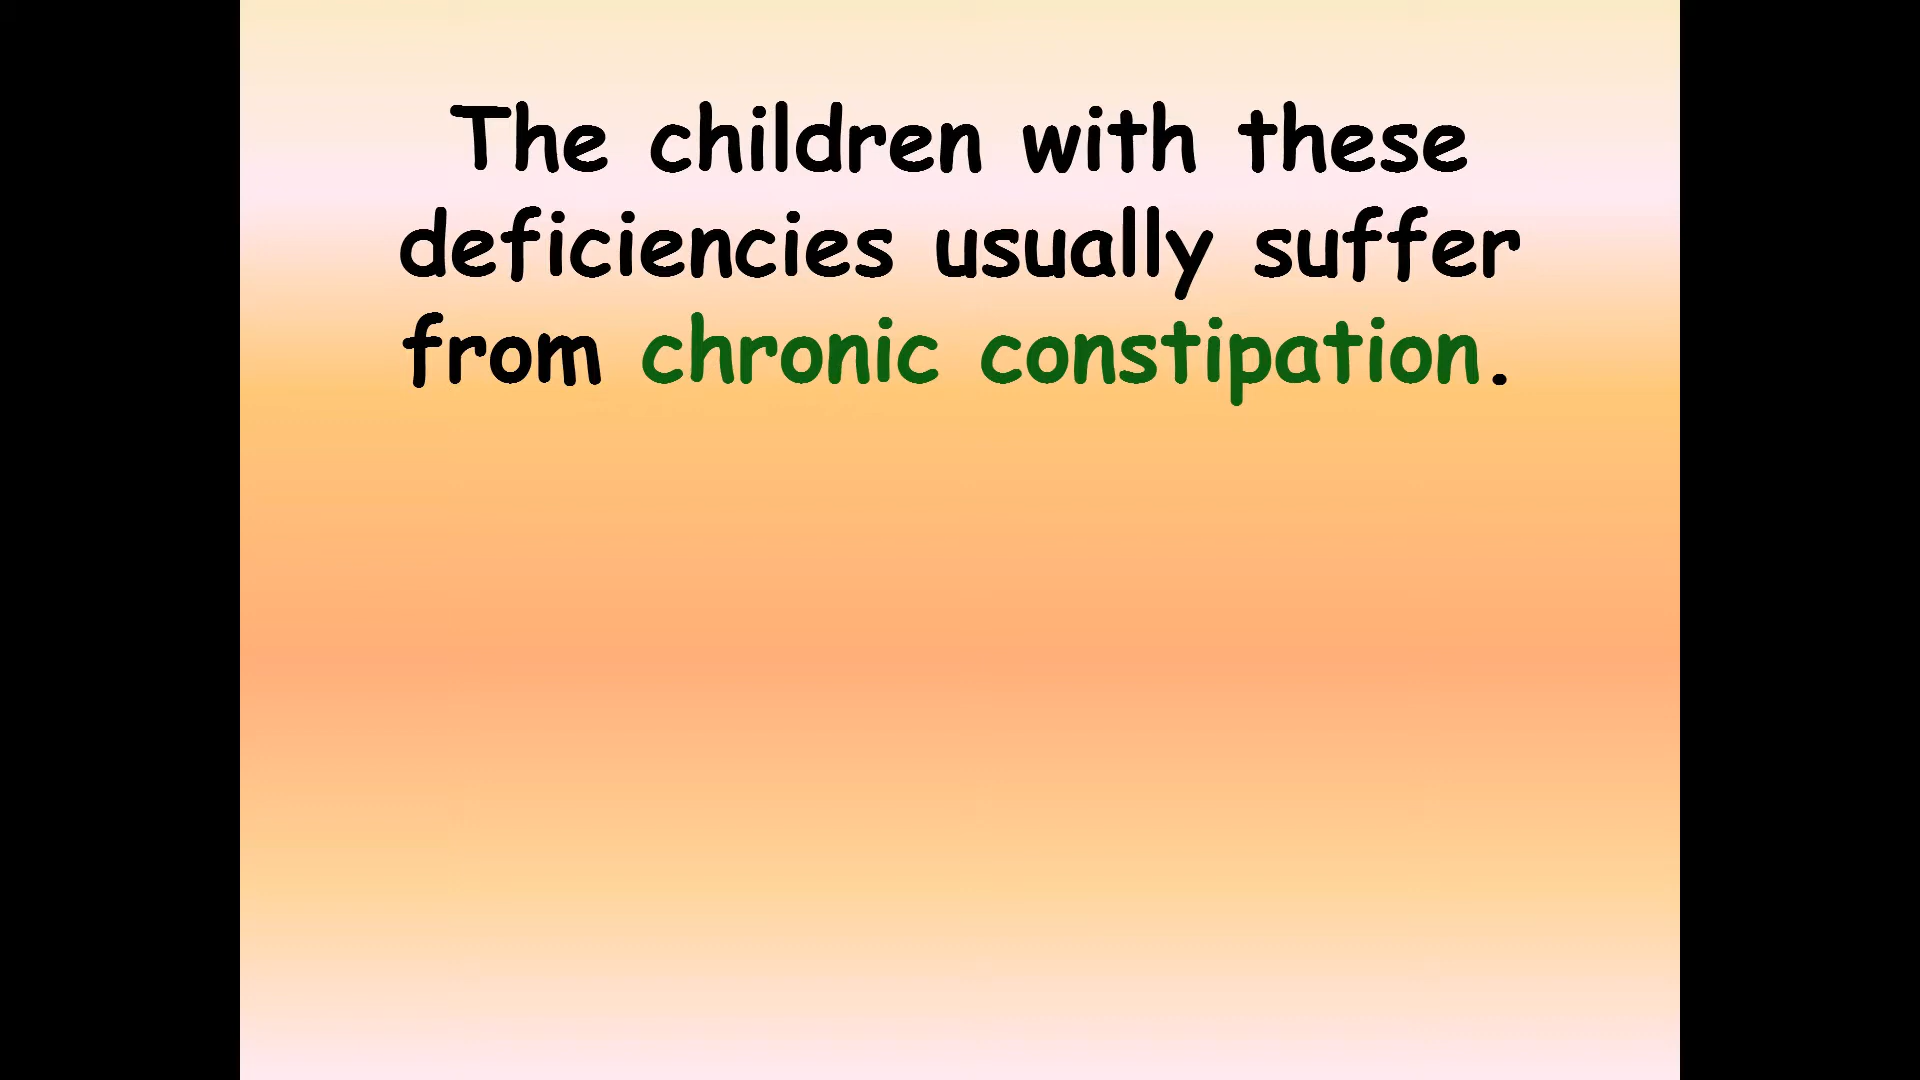 The children with these
deficiencies usually suffer
from chronic constipation.